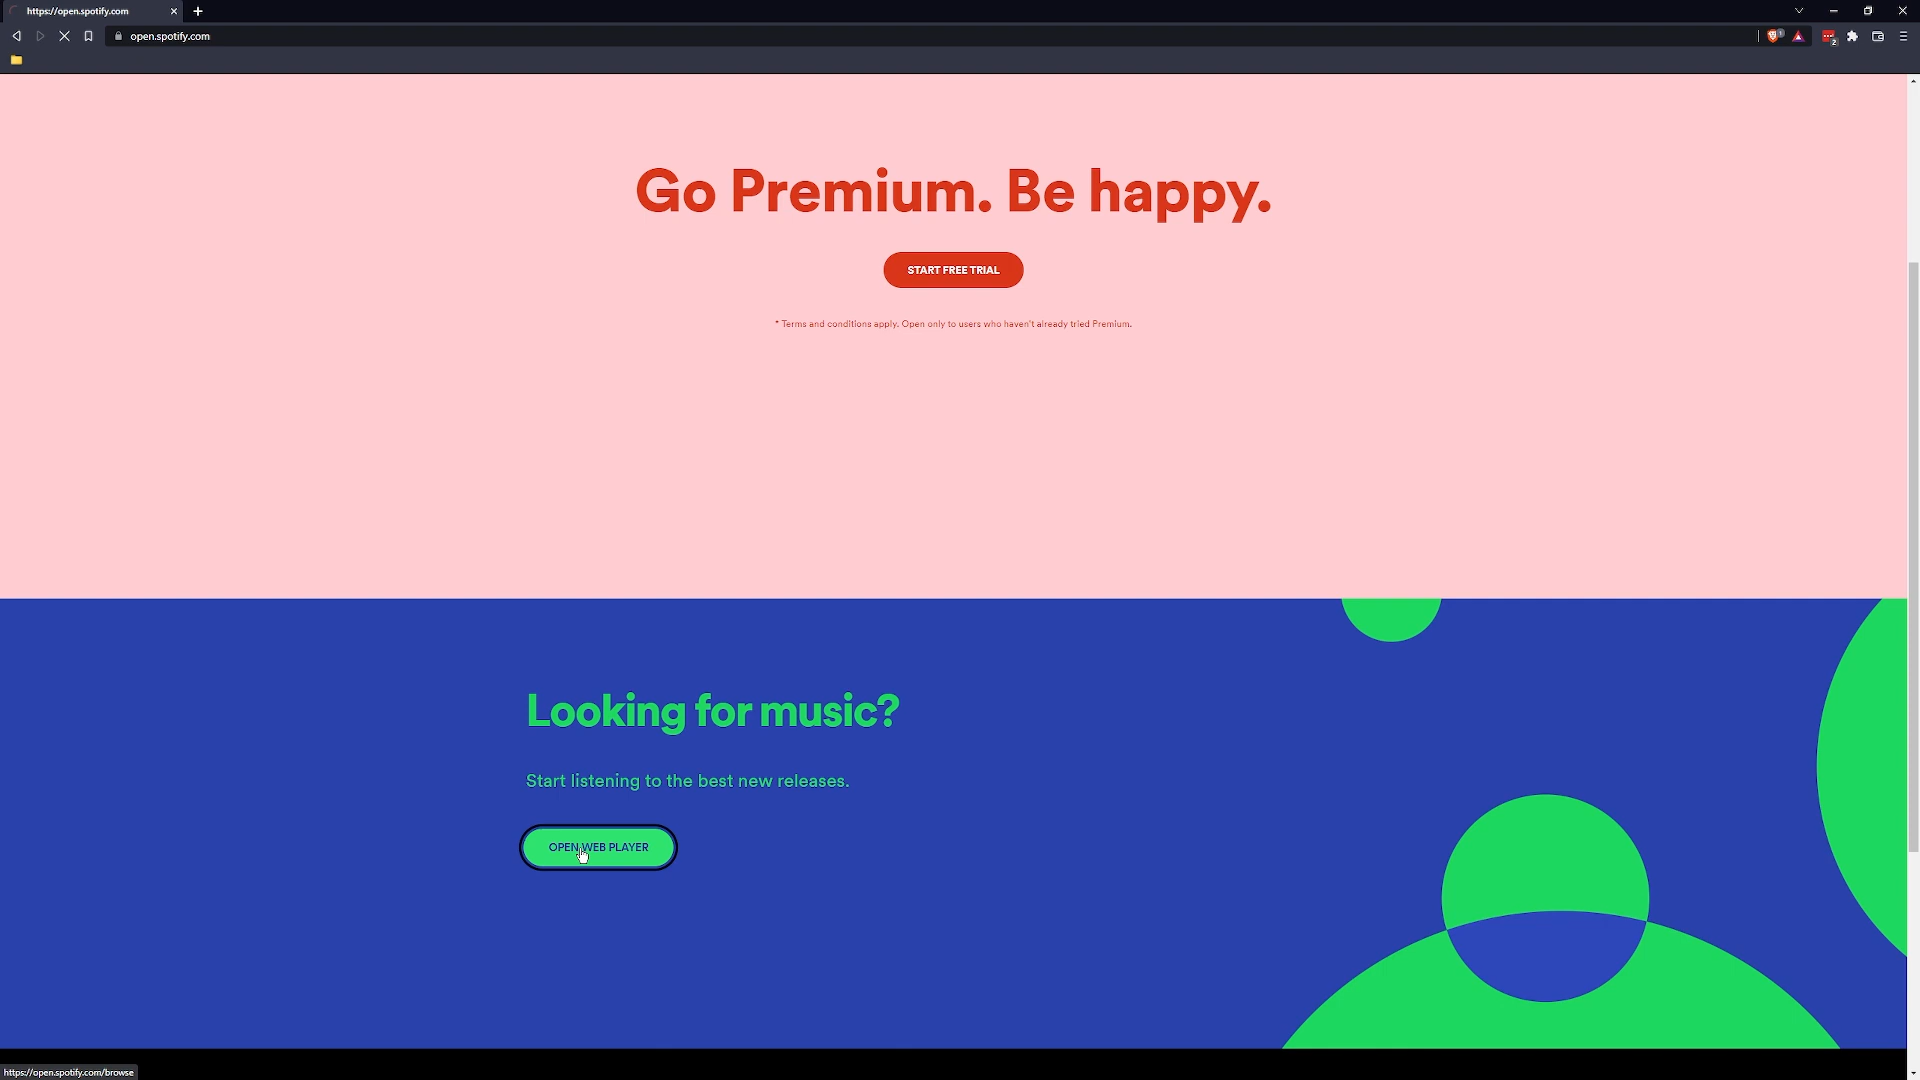 https://open.spotify.com
open.spotify.com
1
2
Go Premium. Be happy.
START FREE TRIAL
* Terms and conditions apply. Open only to users who haven't already tried Premium.
Looking for music?
Start listening to the best new releases.
OPEN WEB PLAYER
https://open.spotify.com/browse